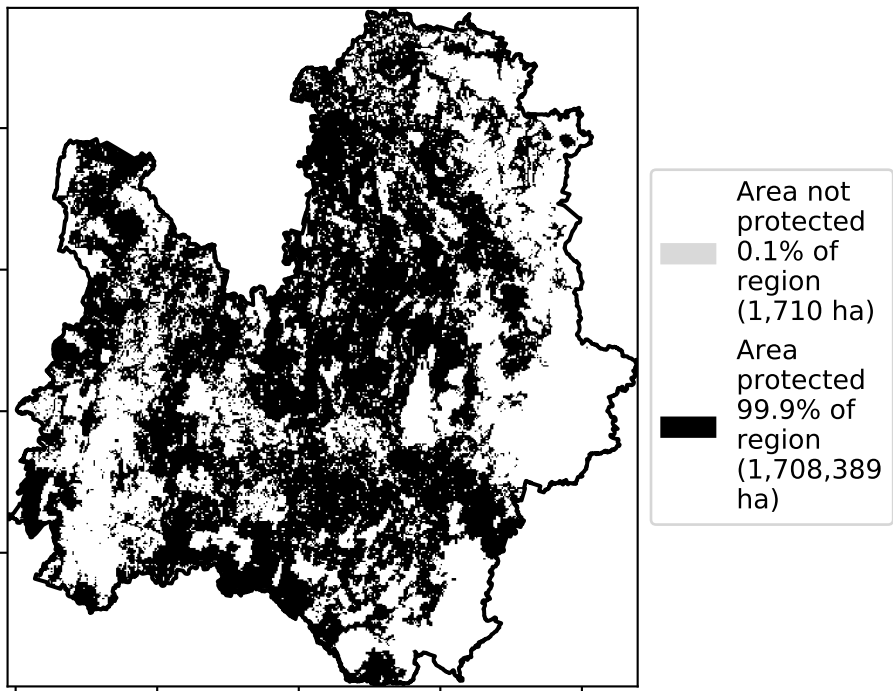 Area not
protected
0.1% of
region
(1,710 ha)
Area
protected
99.9% of
region
(1,708,389
ha)